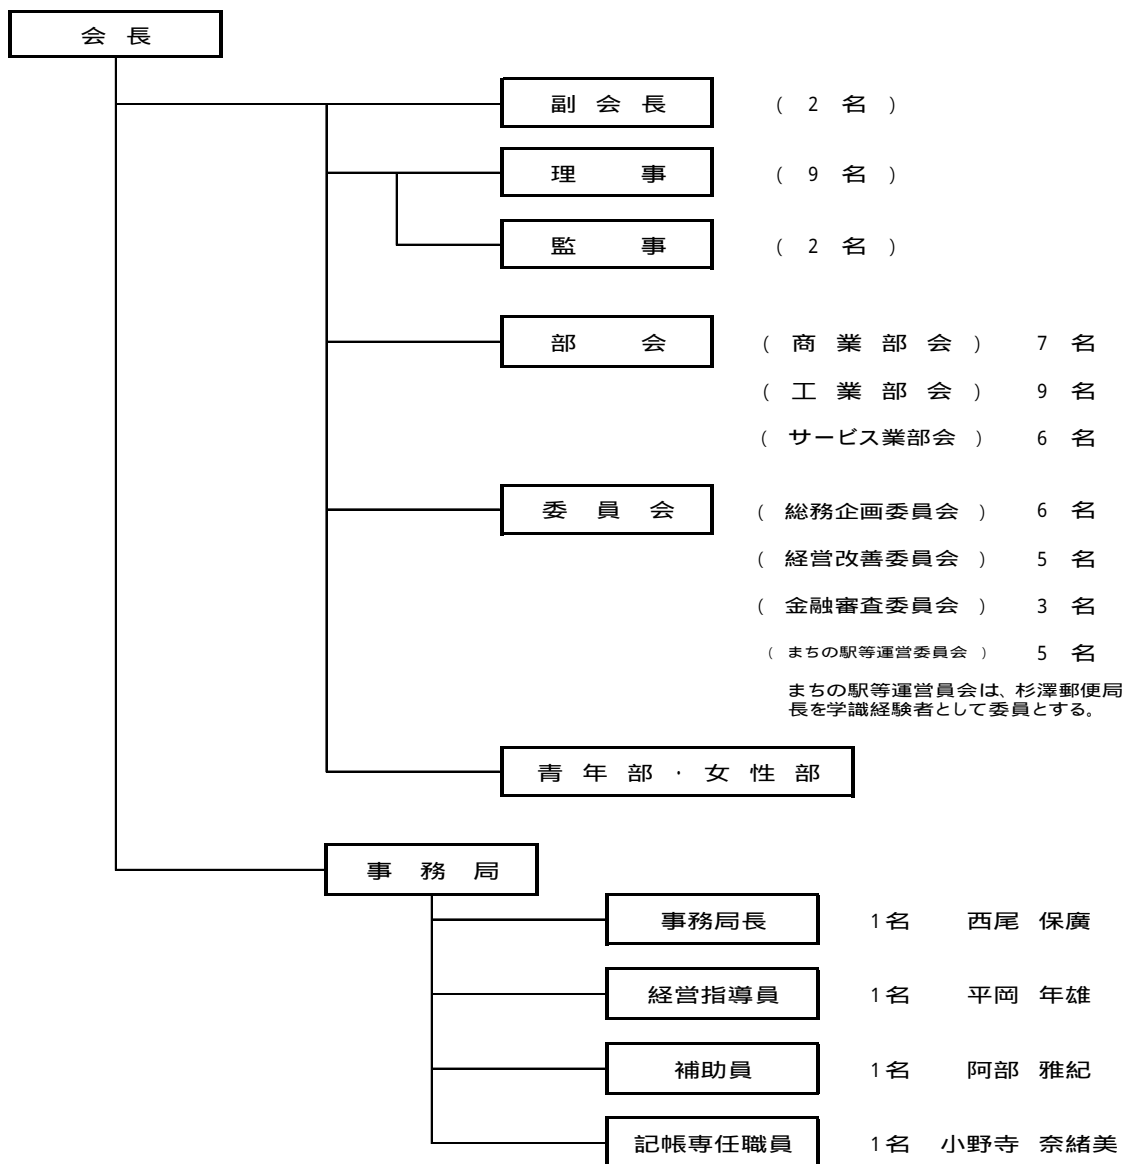 会長
副会長 ( 2 名 )
理事 ( 9 名 )
監事 ( 2 名 )
部会 ( 商業部会 ) 7 名
( 工業部会 ) 9 名
( サービス業部会 ) 6 名
委員会 ( 総務企画委員会 ) 6 名
( 経営改善委員会 ) 5 名
( 金融審査委員会 ) 3 名
( まちの駅等運営委員会 ) 5 名
まちの駅等運営員会は、杉澤郵便局
長を学識経験者として委員とする。
青年部・女性部
事務局
事務局長 1名 西尾 保廣
経営指導員 1名 平岡 年雄
補助員 1名 阿部 雅紀
記帳専任職員 1名 小野寺 奈緒美